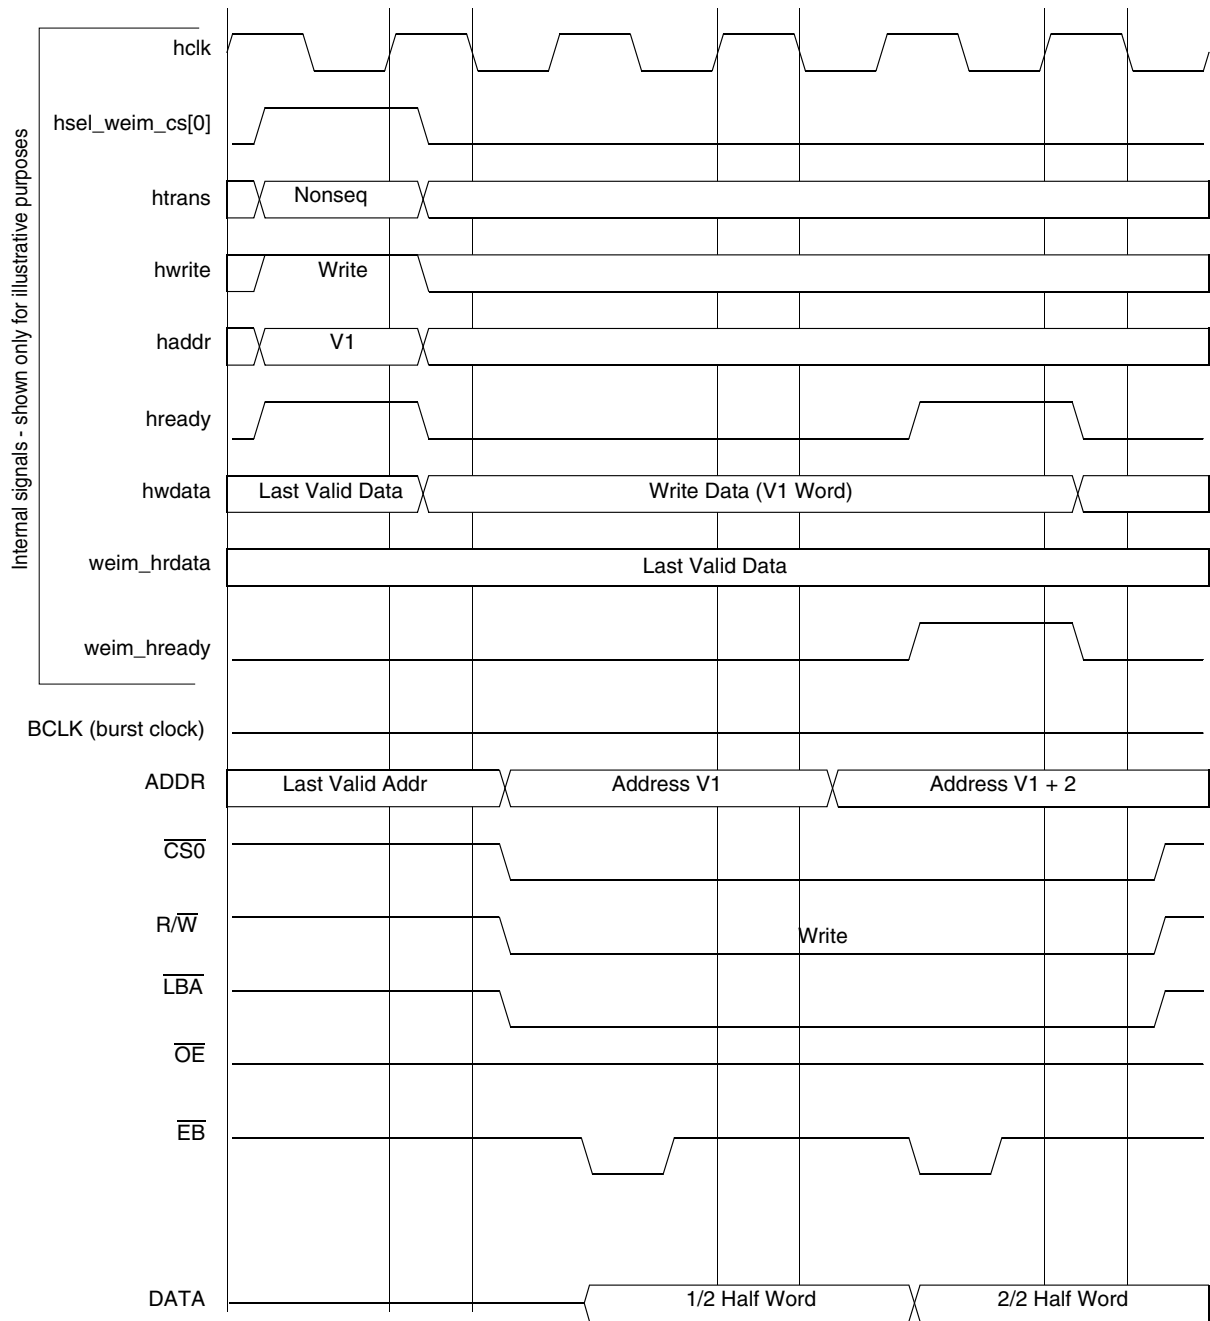 Internal signals - shown only for illustrative purposes
hclk
hsel_weim_cs[0]
htrans
Nonseq
hwrite
Write
haddr
V1
hready
hwdata
Last Valid Data
Write Data (V1 Word)
weim_hrdata
Last Valid Data
weim_hready
BCLK (burst clock)
ADDR
Last Valid Addr
Address V1
Address V1 + 2
CS0
R/W
Write
LBA
OE
EB
DATA
1/2 Half Word
2/2 Half Word